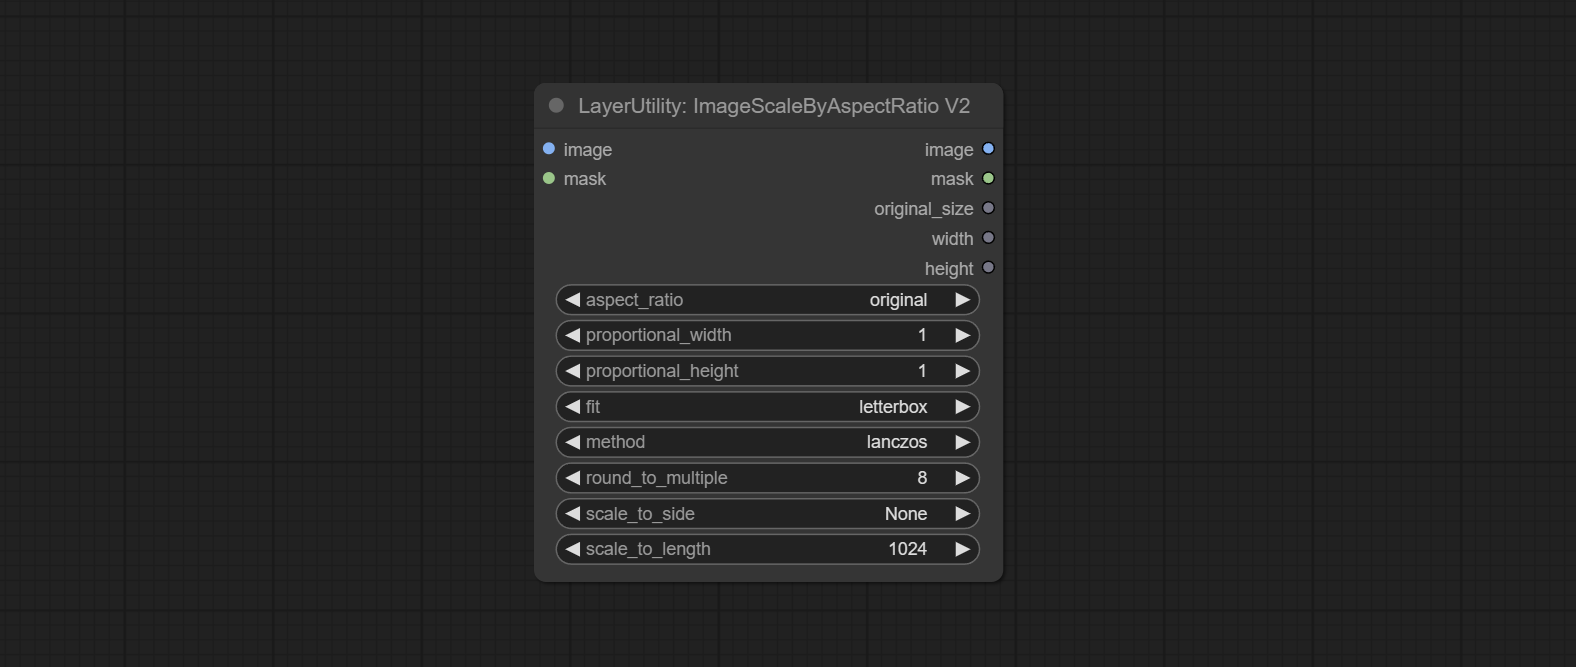 LayerUtility: ImageScaleByAspectRatio V2
image image
mask mask
original_size
width
height
aspect_ratio original
proportional_width 1
proportional_height 1
fit letterbox
method lanczos
round_to_multiple 8
scale_to_side None
scale_to_length 1024